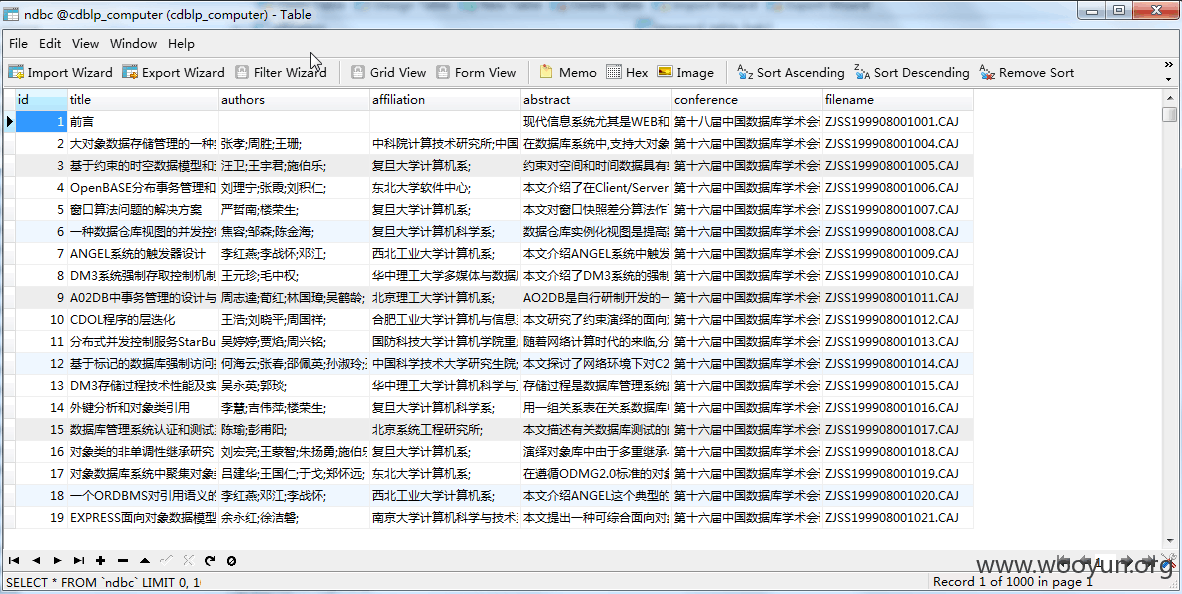 ndbc @cdblp_computer (cdblp_computer) - Table
File Edit View Window Help
Import Wizard Export Wizard Filter Wizard Grid View Form View Memo Hex Image Sort Ascending Sort Descending Remove Sort
id title authors affiliation abstract conference filename
1 前言 现代信息系统尤其是WEB和 第十八届中国数据库学术会 ZJSS199908001001.CAJ
2 大对象数据存储管理的一种 张孝;周胜;王珊; 中科院计算技术研究所;中国 在数据库系统中,支持大对象 第十六届中国数据库学术会 ZJSS199908001004.CAJ
3 基于约束的时空数据模型和 汪卫;王宇君;施伯乐; 复旦大学计算机系; 约束对空间和时间数据具有 第十六届中国数据库学术会 ZJSS199908001005.CAJ
4 OpenBASE分布事务管理和 刘理宁;张霞;刘积仁; 东北大学软件中心; 本文介绍了在Client/Server 第十六届中国数据库学术会 ZJSS199908001006.CAJ
5 窗口算法问题的解决方案 严哲南;楼荣生; 复旦大学计算机系; 本文对窗口快照差分算法作 第十六届中国数据库学术会 ZJSS199908001007.CAJ
6 一种数据仓库视图的并发控 焦容;邹森;陈金海; 复旦大学计算机科学系; 数据仓库实例化视图是提高 第十六届中国数据库学术会 ZJSS199908001008.CAJ
7 ANGEL系统的触发器设计 李红燕;李战怀;邓江; 西北工业大学计算机系; 本文介绍ANGEL系统中触发 第十六届中国数据库学术会 ZJSS199908001009.CAJ
8 DM3系统强制存取控制机制 王元珍;毛中权; 华中理工大学多媒体与数据 本文介绍了DM3系统的强制 第十六届中国数据库学术会 ZJSS199908001010.CAJ
9 A02DB中事务管理的设计与 周志逵;荀红;林国璋;吴鹤龄; 北京理工大学计算机系; AO2DB是自行研制开发的一 第十六届中国数据库学术会 ZJSS199908001011.CAJ
10 CDOL程序的层迭化 王浩;刘晓平;周国祥; 合肥工业大学计算机与信息 本文研究了约束演绎的面向 第十六届中国数据库学术会 ZJSS199908001012.CAJ
11 分布式并发控制服务StarBu 吴婷婷;贾焰;周兴铭; 国防科技大学计算机学院重 随着网络计算时代的来临,分 第十六届中国数据库学术会 ZJSS199908001013.CAJ
12 基于标记的数据库强制访问 何海云;张春;邵佩英;孙淑玲; 中国科学技术大学研究生院 本文探讨了网络环境下对C2 第十六届中国数据库学术会 ZJSS199908001014.CAJ
13 DM3存储过程技术性能及实 吴永英;郭琰; 华中理工大学计算机科学与 存储过程是数据库管理系统 第十六届中国数据库学术会 ZJSS199908001015.CAJ
14 外键分析和对象类引用 李慧;吉伟萍;楼荣生; 复旦大学计算机科学系; 用一组关系表在关系数据库 第十六届中国数据库学术会 ZJSS199908001016.CAJ
15 数据库管理系统认证和测试 陈瑜;彭甫阳; 北京系统工程研究所; 本文描述有关数据库测试的 第十六届中国数据库学术会 ZJSS199908001017.CAJ
16 对象类的非单调性继承研究 刘宏亮;王蒙智;朱扬勇;施伯 复旦大学计算机系; 演绎对象库中由于多重继承 第十六届中国数据库学术会 ZJSS199908001018.CAJ
17 对象数据库系统中聚集对象 吕建华;王国仁;于戈;郑怀远; 东北大学计算机系; 在遵循ODMG2.0标准的对 第十六届中国数据库学术会 ZJSS199908001019.CAJ
18 一个ORDBMS对引用语义的 李红燕;邓江;李战怀; 西北工业大学计算机系; 本文介绍ANGEL这个典型的 第十六届中国数据库学术会 ZJSS199908001020.CAJ
19 EXPRESS面向对象数据模型 余永红;徐洁磐; 南京大学计算机科学与技术 本文提出一种可综合面向对 第十六届中国数据库学术会 ZJSS199908001021.CAJ
SELECT * FROM `ndbc` LIMIT 0, 1
Record 1 of 1000 in page 1
www.wooyun.org